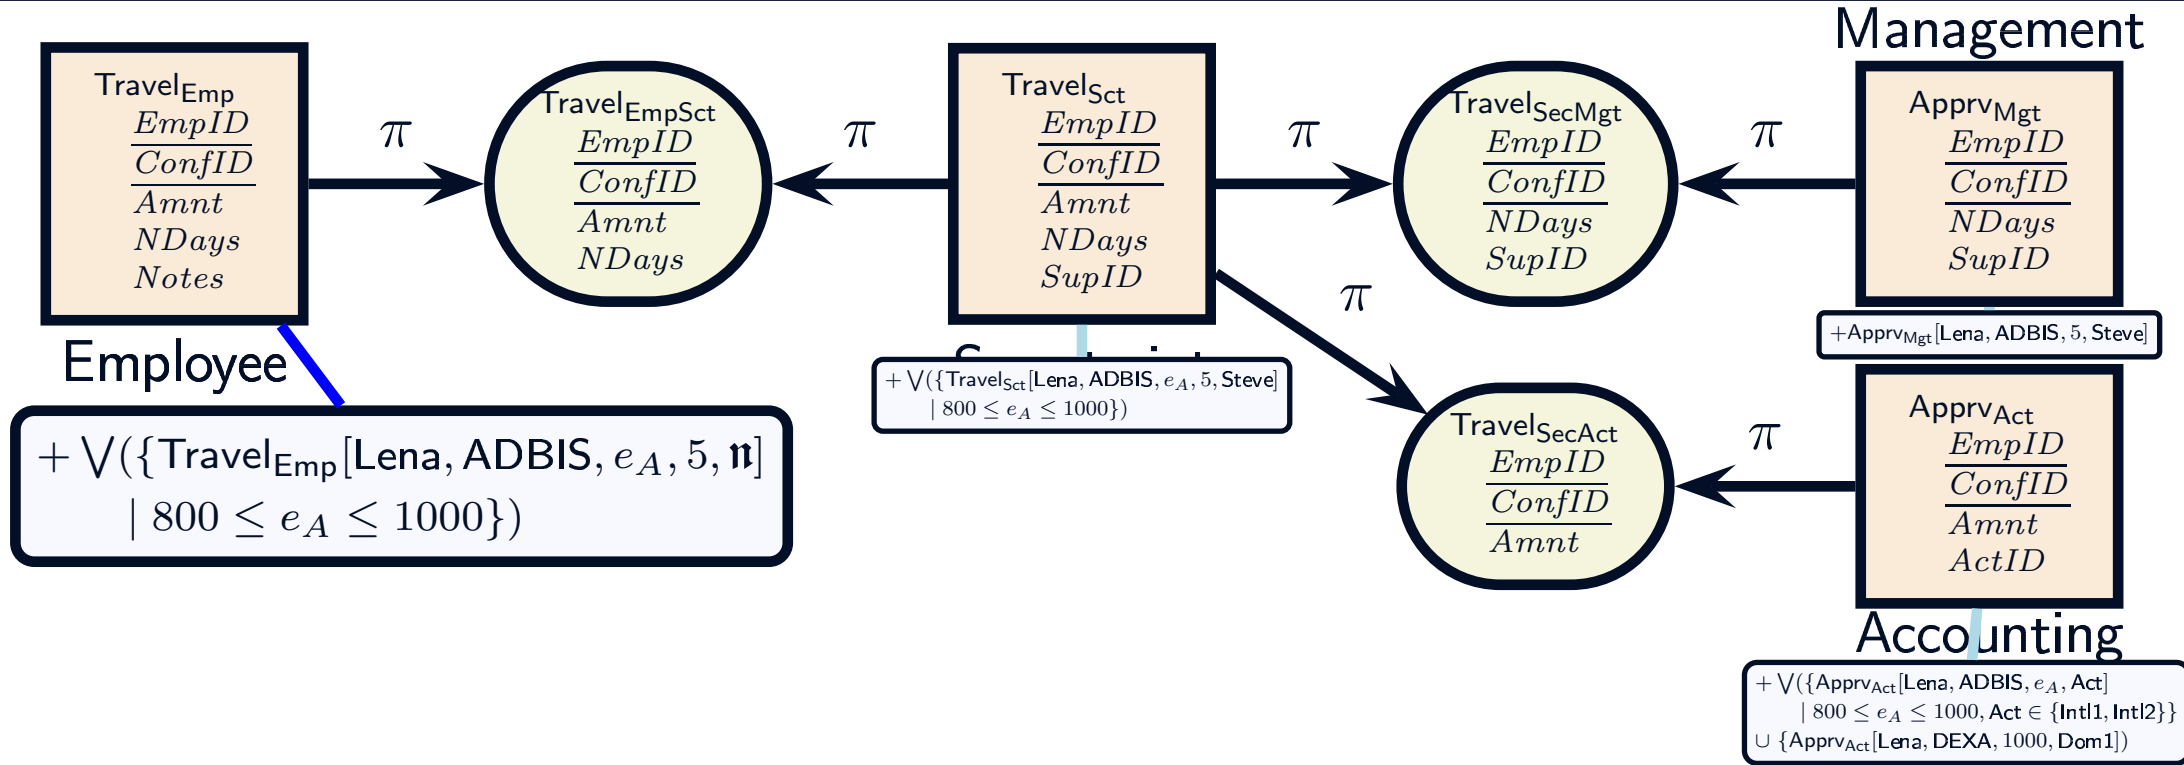 Travel_Emp
EmpID
ConfID
Amnt
NDays
Notes
Employee
+ ⋁({Travel_Emp[Lena, ADBIS, e_A, 5, 𝖓]
| 800 ≤ e_A ≤ 1000})
π
Travel_EmpSct
EmpID
ConfID
Amnt
NDays
π
Travel_Sct
EmpID
ConfID
Amnt
NDays
SupID
+ ⋁({Travel_Sct[Lena, ADBIS, e_A, 5, Steve]
| 800 ≤ e_A ≤ 1000})
π
Travel_SecMgt
EmpID
ConfID
NDays
SupID
π
Management
Apprv_Mgt
EmpID
ConfID
NDays
SupID
+Apprv_Mgt[Lena, ADBIS, 5, Steve]
π
Travel_SecAct
EmpID
ConfID
Amnt
π
Apprv_Act
EmpID
ConfID
Amnt
ActID
Accounting
+ ⋁({Apprv_Act[Lena, ADBIS, e_A, Act]
| 800 ≤ e_A ≤ 1000, Act ∈ {Intl1, Intl2}}
∪ {Apprv_Act[Lena, DEXA, 1000, Dom1])